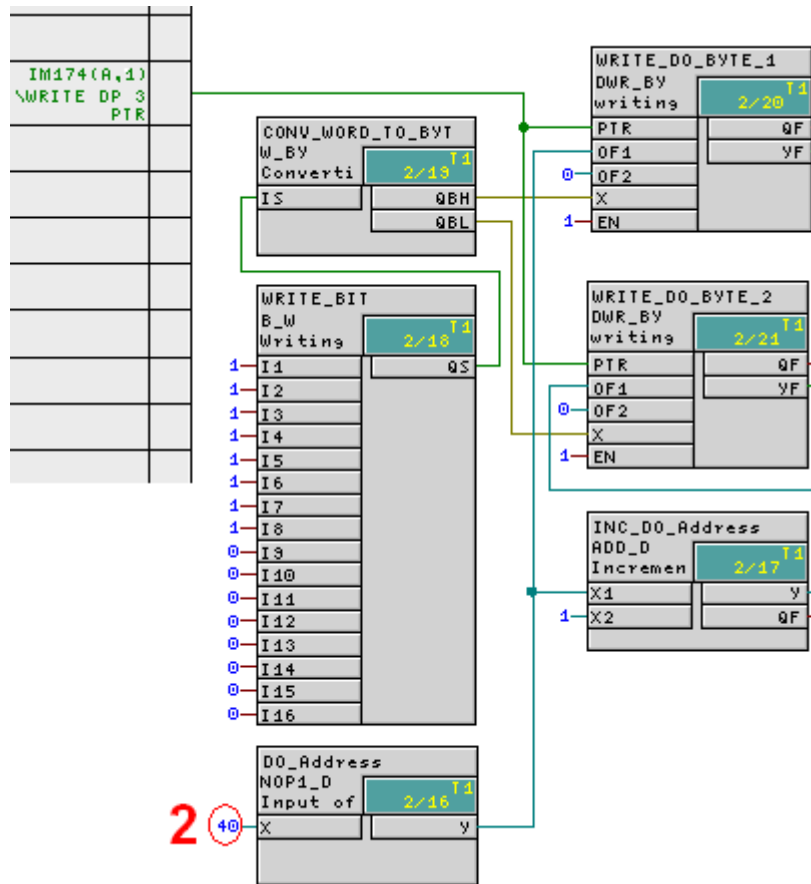 IM174(A,1)
\WRITE DP 3
PTR
CONV_WORD_TO_BYT
W_BY
T1
Converti
2/19
IS
QBH
QBL
WRITE_BIT
B_W
T1
Writing
2/18
1 I1
QS
1 I2
1 I3
1 I4
1 I5
1 I6
1 I7
1 I8
0 I9
0 I10
0 I11
0 I12
0 I13
0 I14
0 I15
0 I16
DO_Address
NOP1_D
T1
Input of
2/16
2
40 X
Y
WRITE_DO_BYTE_1
DWR_BY
T1
writing
2/20
PTR
QF
OF1
YF
0 OF2
X
1 EN
WRITE_DO_BYTE_2
DWR_BY
T1
writing
2/21
PTR
QF
OF1
YF
0 OF2
X
1 EN
INC_DO_Address
ADD_D
T1
Incremen
2/17
X1
Y
1 X2
QF